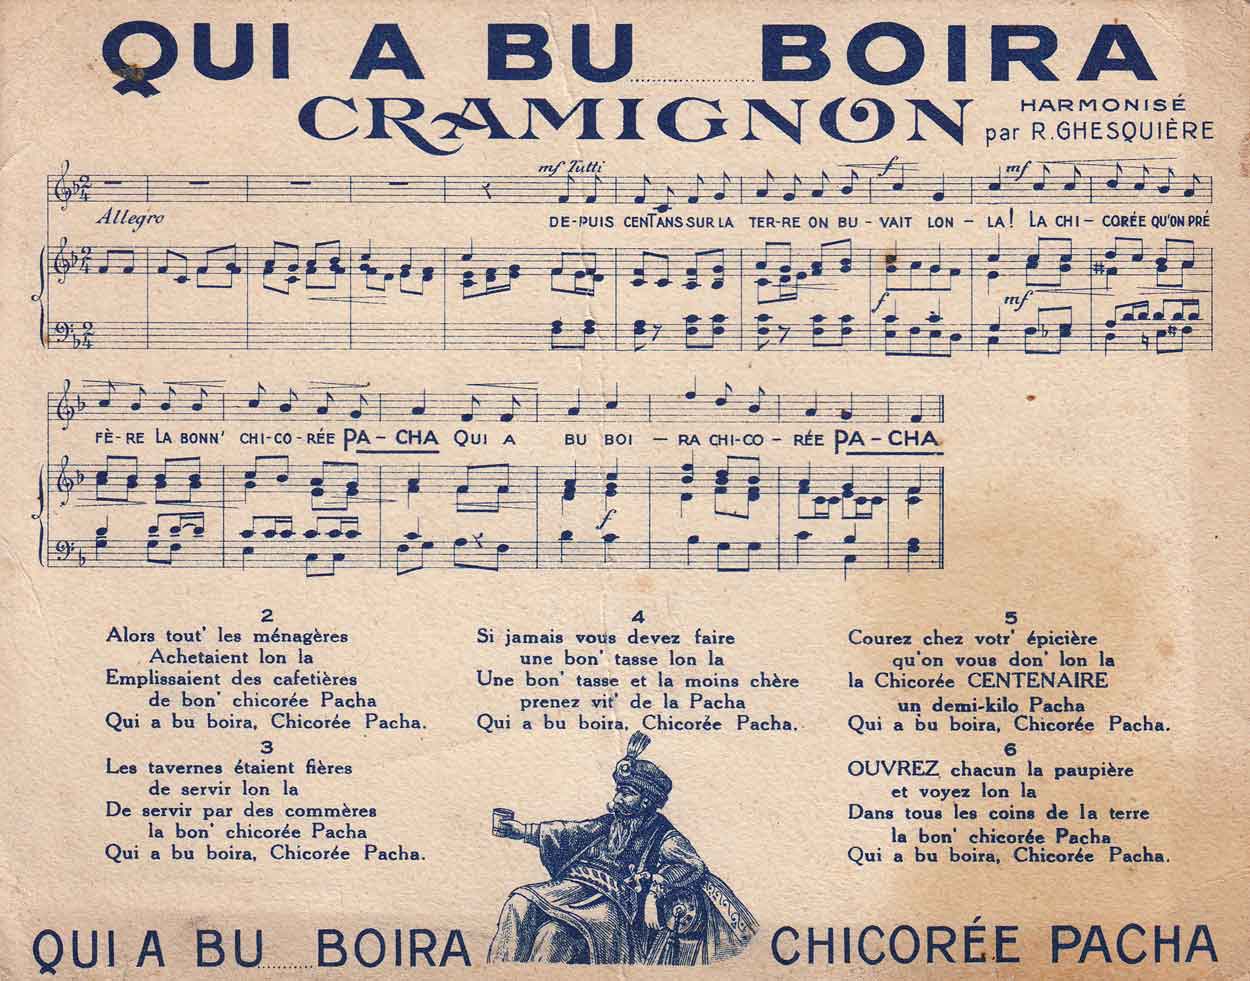 QUI A BU..........BOIRA
CRAMIGNON
HARMONISÉ
par R. GHESQUIÈRE
mf Tutti f mf
Allegro
DE-PUIS CENT ANS SUR LA TER-RE ON BU-VAIT LON-LA! LA CHI-CORÉE QU'ON PRÉ
f mf
FÈ-RE LA BONN' CHI-CO-RÉE PA-CHA QUI A BU BOI-RA CHI-CO-RÉE PA-CHA
f
2
Alors tout' les ménagères
Achetaient lon la
Emplissaient des cafetières
de bon' chicorée Pacha
Qui a bu boira, Chicorée Pacha.
3
Les tavernes étaient fières
de servir lon la
De servir par des commères
la bon' chicorée Pacha
Qui a bu boira, Chicorée Pacha.
4
Si jamais vous devez faire
une bon' tasse lon la
Une bon' tasse et la moins chère
prenez vit' de la Pacha
Qui a bu boira, Chicorée Pacha.
5
Courez chez votr' épicière
qu'on vous don' lon la
la Chicorée CENTENAIRE
un demi-kilo Pacha
Qui a bu boira, Chicorée Pacha.
6
OUVREZ chacun la paupière
et voyez lon la
Dans tous les coins de la terre
la bon' chicorée Pacha
Qui a bu boira, Chicorée Pacha.
QUI A BU..........BOIRA CHICORÉE PACHA